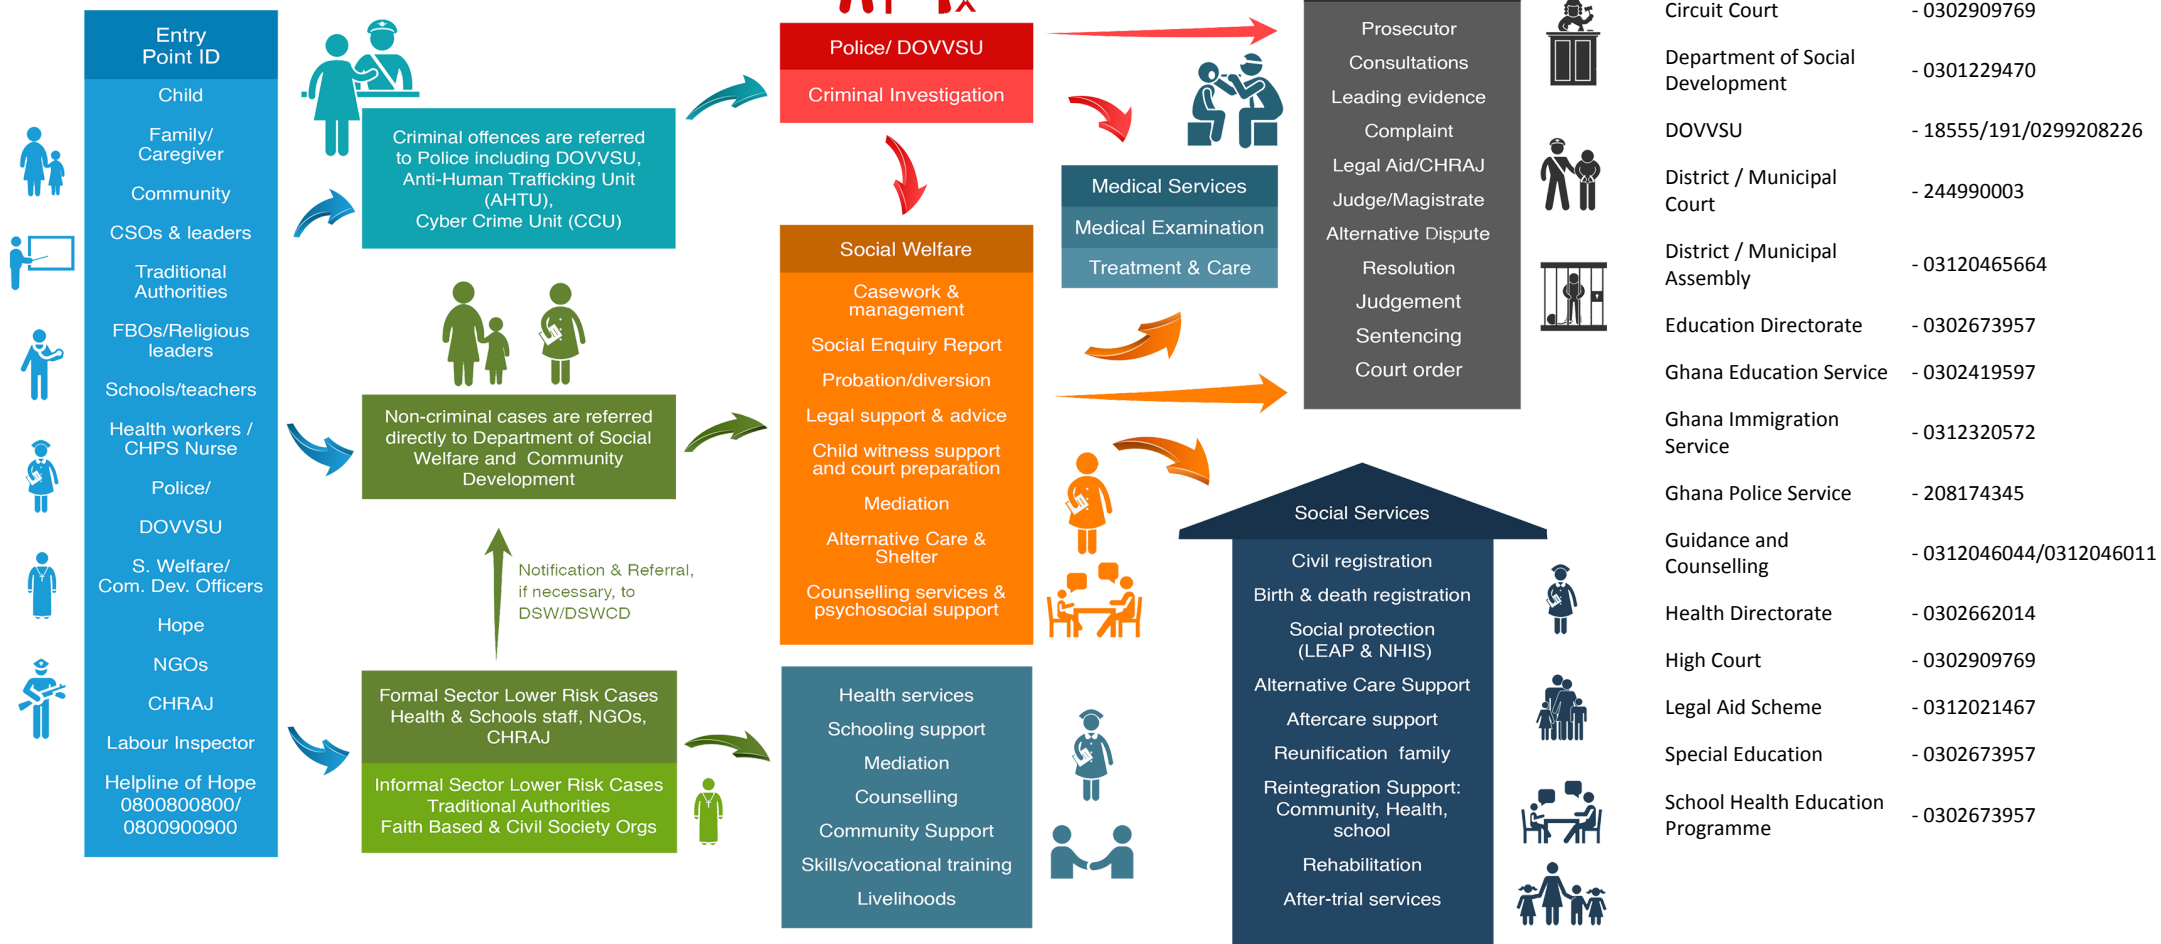 Entry
Point ID
Child
Family/
Caregiver
Community
CSOs & leaders
Traditional
Authorities
FBOs/Religious
leaders
Schools/teachers
Health workers /
CHPS Nurse
Police/
DOVVSU
S. Welfare/
Com. Dev. Officers
Hope
NGOs
CHRAJ
Labour Inspector
Helpline of Hope
0800800800/
0800900900
Criminal offences are referred
to Police including DOVVSU,
Anti-Human Trafficking Unit
(AHTU),
Cyber Crime Unit (CCU)
Non-criminal cases are referred
directly to Department of Social
Welfare and Community
Development
Notification & Referral,
if necessary, to
DSW/DSWCD
Formal Sector Lower Risk Cases
Health & Schools staff, NGOs,
CHRAJ
Informal Sector Lower Risk Cases
Traditional Authorities
Faith Based & Civil Society Orgs
Police/ DOVVSU
Criminal Investigation
Social Welfare
Casework &
management
Social Enquiry Report
Probation/diversion
Legal support & advice
Child witness support
and court preparation
Mediation
Alternative Care &
Shelter
Counselling services &
psychosocial support
Health services
Schooling support
Mediation
Counselling
Community Support
Skills/vocational training
Livelihoods
Medical Services
Medical Examination
Treatment & Care
Prosecutor
Consultations
Leading evidence
Complaint
Legal Aid/CHRAJ
Judge/Magistrate
Alternative Dispute
Resolution
Judgement
Sentencing
Court order
Social Services
Civil registration
Birth & death registration
Social protection
(LEAP & NHIS)
Alternative Care Support
Aftercare support
Reunification family
Reintegration Support:
Community, Health,
school
Rehabilitation
After-trial services
Circuit Court - 0302909769
Department of Social
Development - 0301229470
DOVVSU - 18555/191/0299208226
District / Municipal
Court - 244990003
District / Municipal
Assembly - 03120465664
Education Directorate - 0302673957
Ghana Education Service - 0302419597
Ghana Immigration
Service - 0312320572
Ghana Police Service - 208174345
Guidance and
Counselling - 0312046044/0312046011
Health Directorate - 0302662014
High Court - 0302909769
Legal Aid Scheme - 0312021467
Special Education - 0302673957
School Health Education
Programme - 0302673957